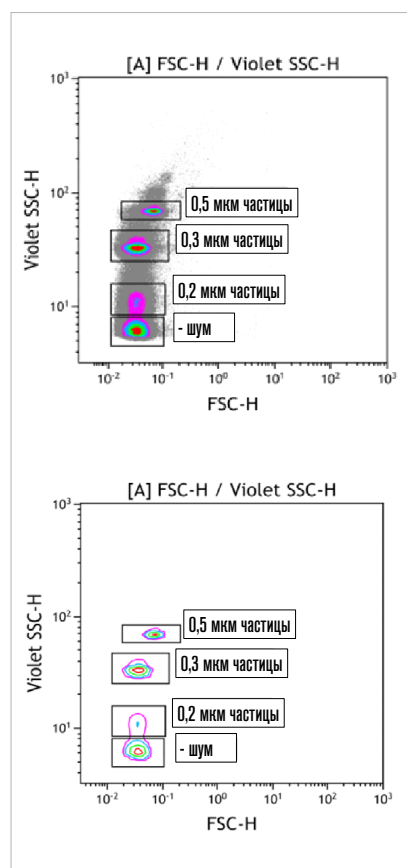 [A] FSC-H / Violet SSC-H
10³
0,5 мкм частицы
10²
0,3 мкм частицы
Violet SSC-H
0,2 мкм частицы
10¹
- шум
10⁻² 10⁻¹ 10⁰ 10¹ 10² 10³
FSC-H
[A] FSC-H / Violet SSC-H
10³
10²
0,5 мкм частицы
0,3 мкм частицы
Violet SSC-H
0,2 мкм частицы
10¹
- шум
10⁻² 10⁻¹ 10⁰ 10¹ 10² 10³
FSC-H